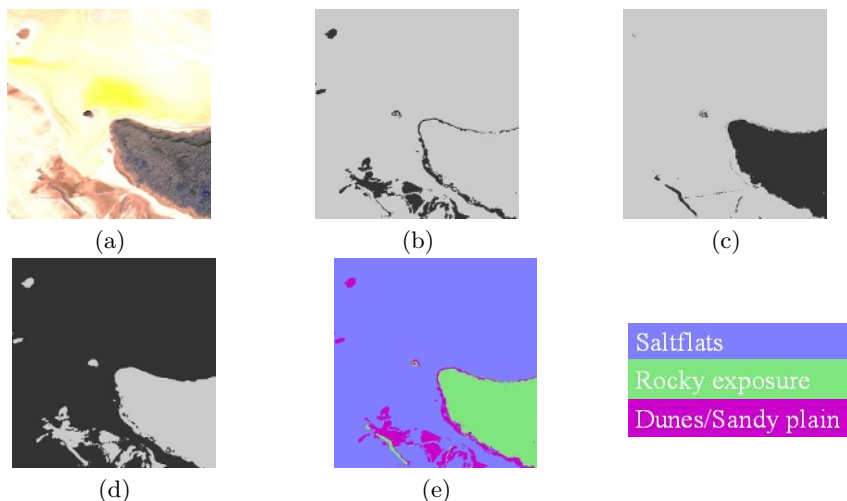 (a)
(b)
(c)
Saltflats
Rocky exposure
Dunes/Sandy plain
(d)
(e)